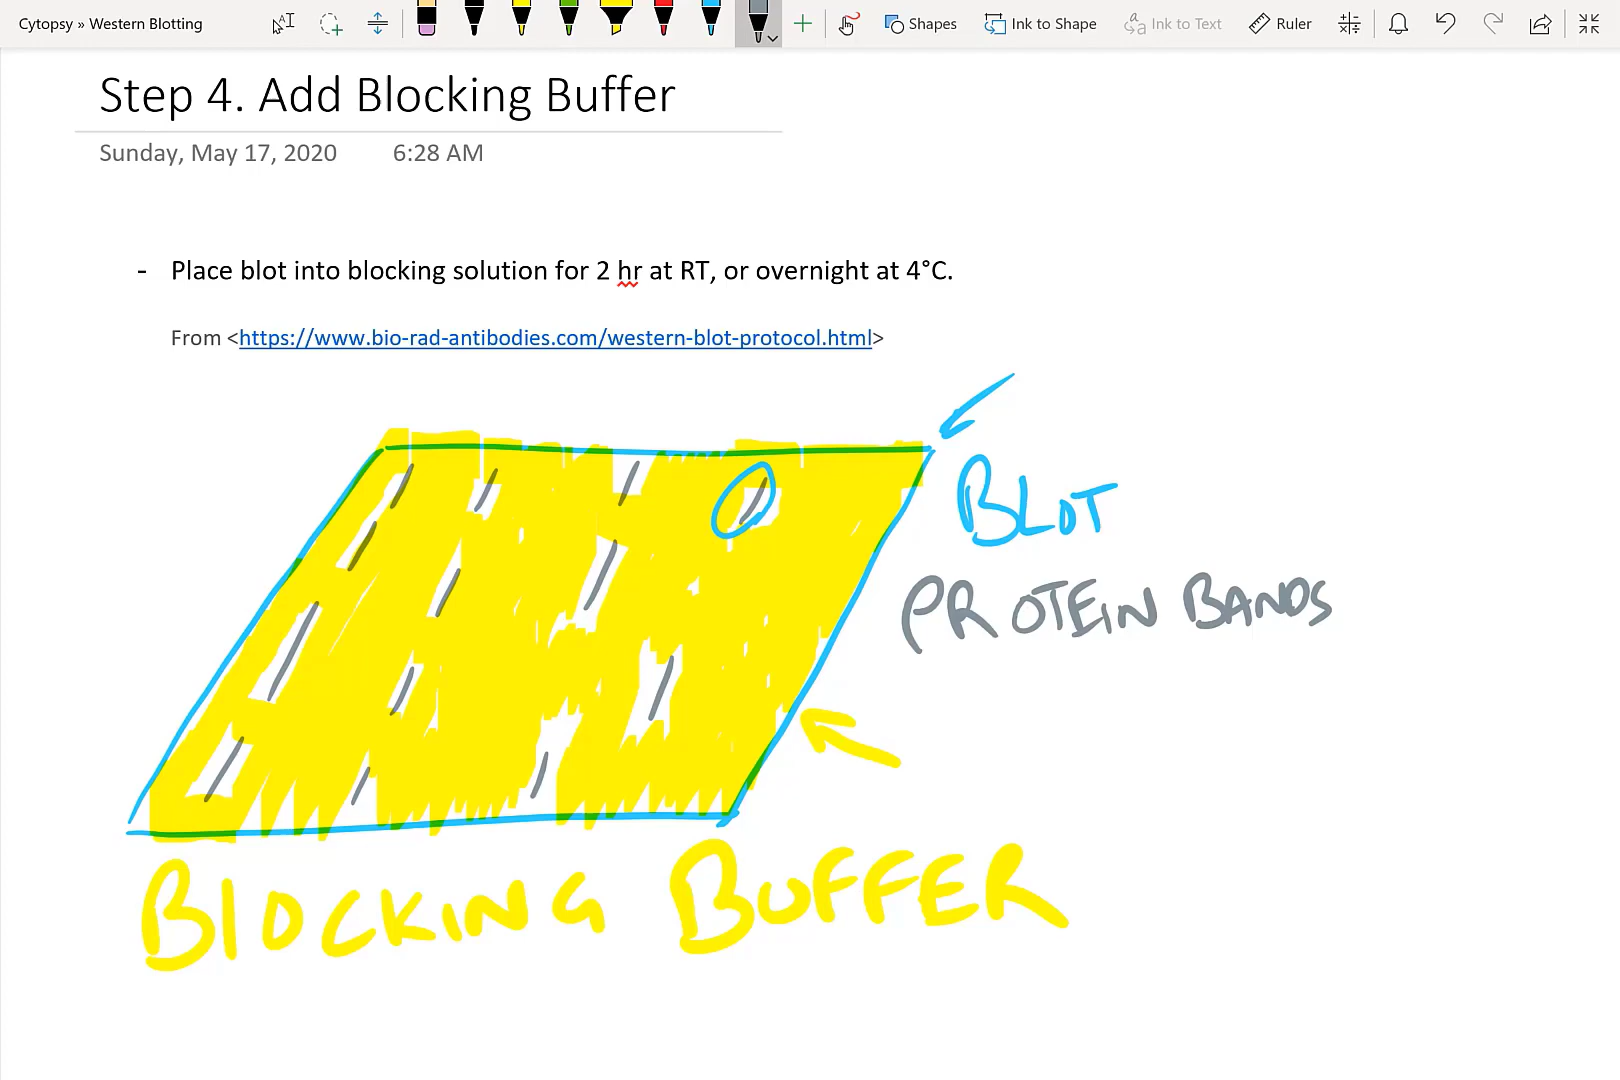 Cytopsy » Western Blotting
Shapes Ink to Shape Ink to Text Ruler
Step 4. Add Blocking Buffer
Sunday, May 17, 2020 6:28 AM
- Place blot into blocking solution for 2 hr at RT, or overnight at 4°C.
From <https://www.bio-rad-antibodies.com/western-blot-protocol.html>
BLOT
PROTEIN BANDS
BLOCKING BUFFER